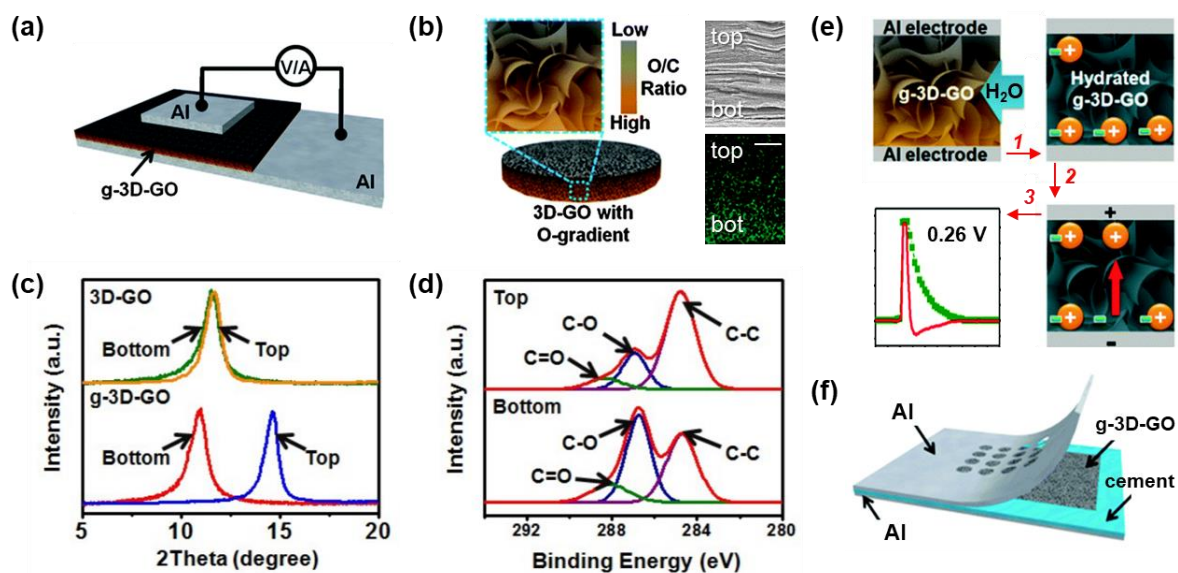 (a)
V/A
Al
Al
g-3D-GO
(b)
Low
O/C
Ratio
High
3D-GO with
O-gradient
top
bot
top
bot
(e)
Al electrode
g-3D-GO
H2O
Al electrode
1
Hydrated
g-3D-GO
+
+
+
+
2
3
+
+
+
+
+
-
0.26 V
(c)
3D-GO
Bottom
Top
g-3D-GO
Bottom
Top
Intensity (a.u.)
5
10
15
20
2Theta (degree)
(d)
Top
C-C
C-O
C=O
Bottom
C-O
C-C
C=O
Intensity (a.u.)
292
288
284
280
Binding Energy (eV)
(f)
Al
g-3D-GO
cement
Al